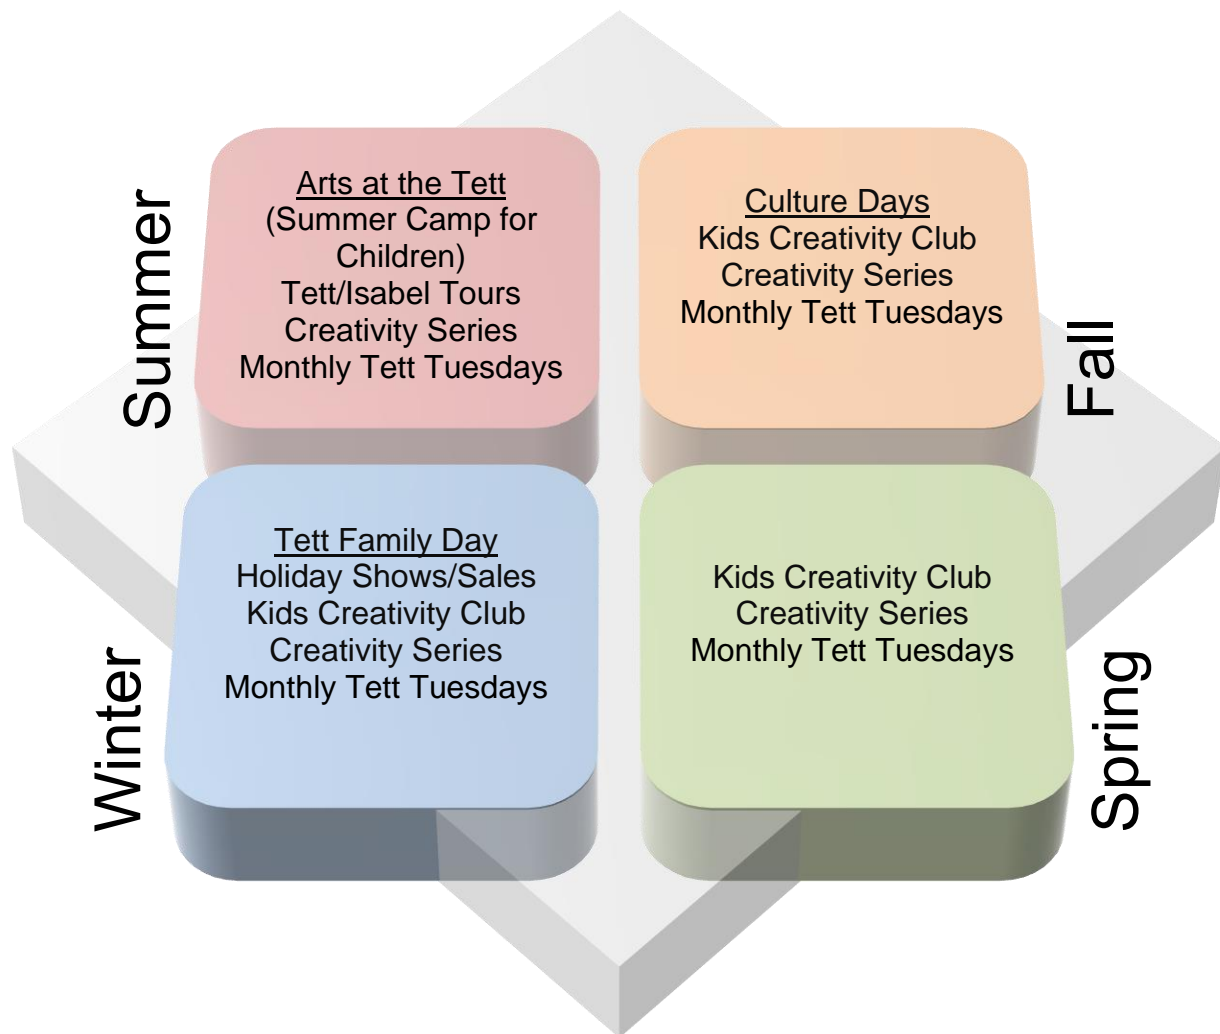 Summer
Arts at the Tett
(Summer Camp for
Children)
Tett/Isabel Tours
Creativity Series
Monthly Tett Tuesdays
Culture Days
Kids Creativity Club
Creativity Series
Monthly Tett Tuesdays
Fall
Winter
Tett Family Day
Holiday Shows/Sales
Kids Creativity Club
Creativity Series
Monthly Tett Tuesdays
Kids Creativity Club
Creativity Series
Monthly Tett Tuesdays
Spring